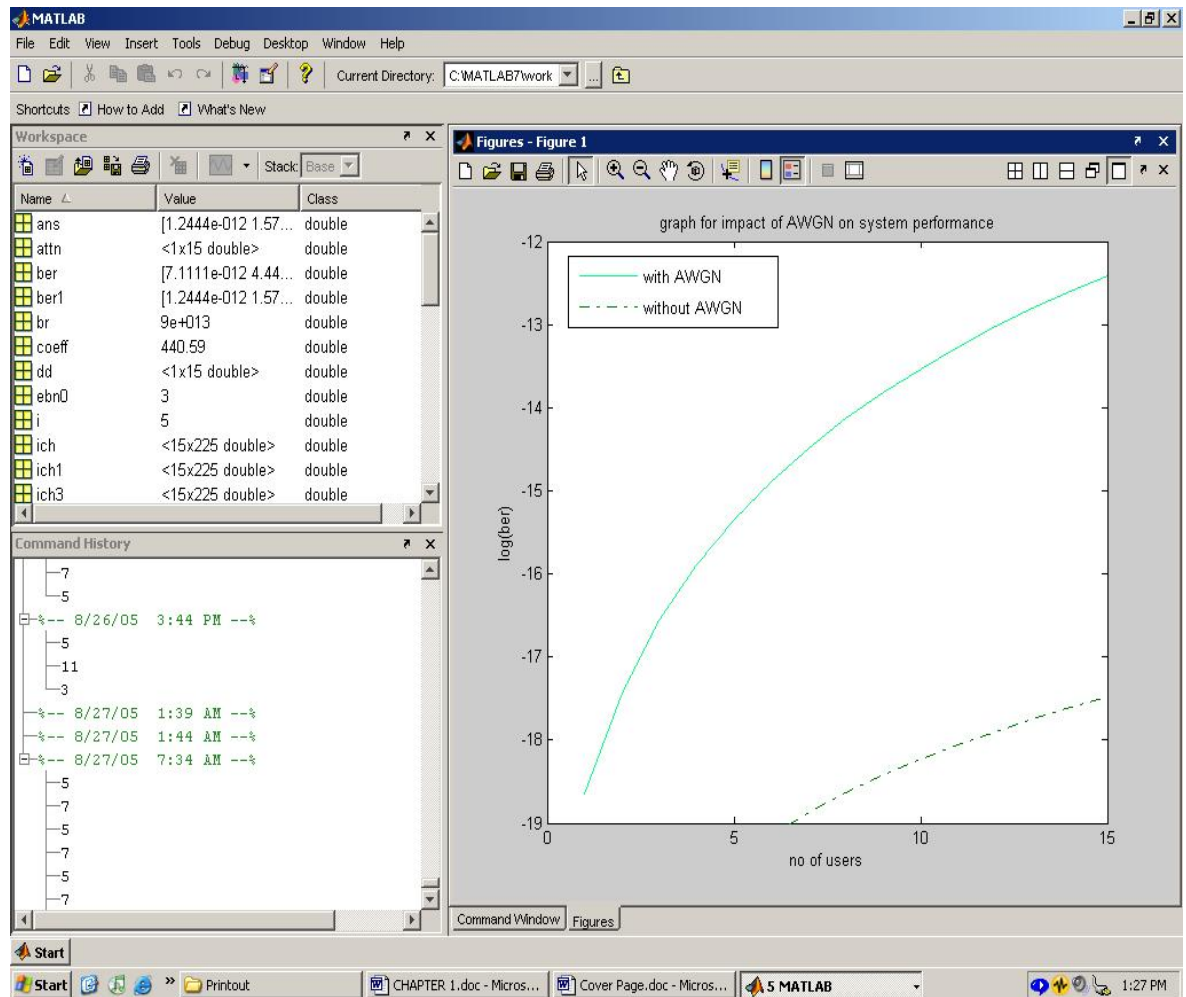 MATLAB
File Edit View Insert Tools Debug Desktop Window Help
Current Directory: C:\MATLAB7\work ...
Shortcuts How to Add What's New
Workspace
Stack: Base
Name Value Class
ans [1.2444e-012 1.57... double
attn <1x15 double> double
ber [7.1111e-012 4.44... double
ber1 [1.2444e-012 1.57... double
br 9e+013 double
coeff 440.59 double
dd <1x15 double> double
ebn0 3 double
i 5 double
ich <15x225 double> double
ich1 <15x225 double> double
ich3 <15x225 double> double
Command History
7
5
%-- 8/26/05 3:44 PM --%
5
11
3
%-- 8/27/05 1:39 AM --%
%-- 8/27/05 1:44 AM --%
%-- 8/27/05 7:34 AM --%
5
7
5
7
5
7
Figures - Figure 1
graph for impact of AWGN on system performance
with AWGN
without AWGN
-12
-13
-14
-15
-16
-17
-18
-19
log(ber)
0 5 10 15
no of users
Command Window Figures
Start
Start » Printout CHAPTER 1.doc - Micros... Cover Page.doc - Micros... 5 MATLAB 1:27 PM